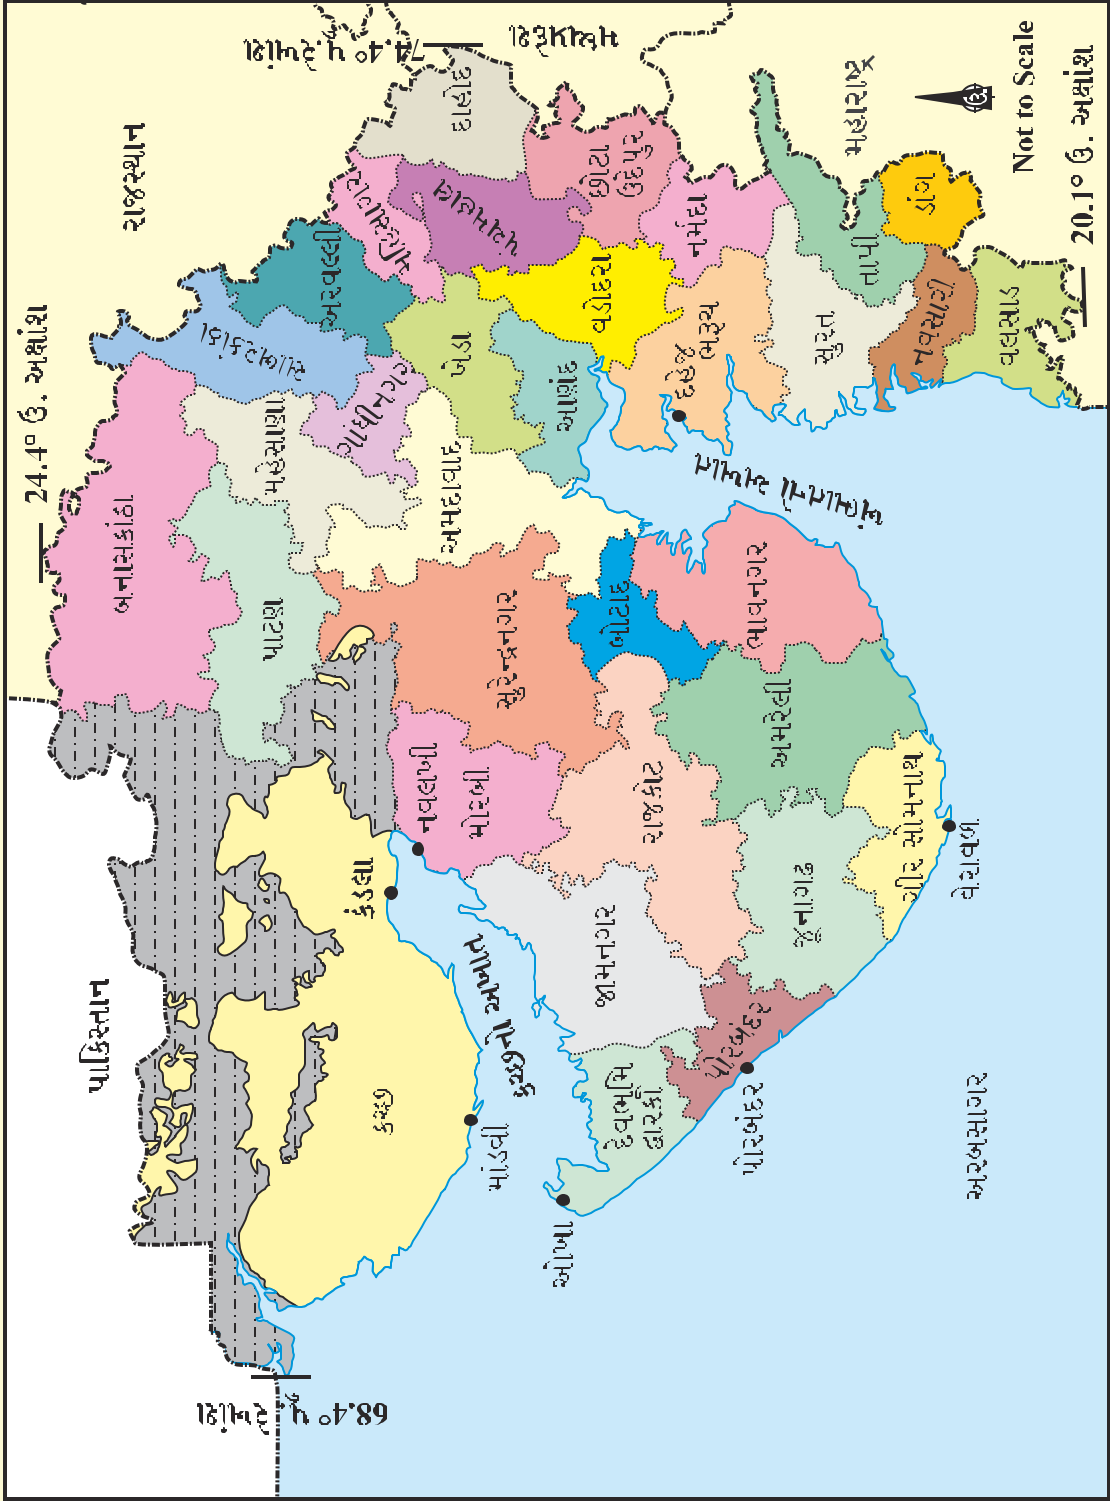 24.4° ઉ. અક્ષાંશ
પાકિસ્તાન
રાજસ્થાન
બનાસકાંઠા
સાબરકાંઠા
68.4° પૂ. રેખાંશ
74.4° પૂ. રેખાંશ
પાટણ
મહેસાણા
અરવલ્લી
કચ્છ
કંડલા
ગાંધીનગર
મહીસાગર
નવલખી
મોરબી
અમદાવાદ
ખેડા
પંચમહાલ
દાહોદ
માંડવી
કચ્છનો અખાત
સુરેન્દ્રનગર
મધ્યપ્રદેશ
ઓખા
આણંદ
વડોદરા
છોટા
ઉદેપુર
દેવભૂમિ
દ્વારકા
જામનગર
રાજકોટ
બોટાદ
દહેજ
ભરૂચ
નર્મદા
પોરબંદર
પોરબંદર
જૂનાગઢ
અમરેલી
ભાવનગર
ખંભાતનો અખાત
સુરત
તાપી
મહારાષ્ટ્ર
ગીર સોમનાથ
વેરાવળ
નવસારી
ડાંગ
અરબસાગર
વલસાડ
ઉ
Not to Scale
20.1° ઉ. અક્ષાંશ